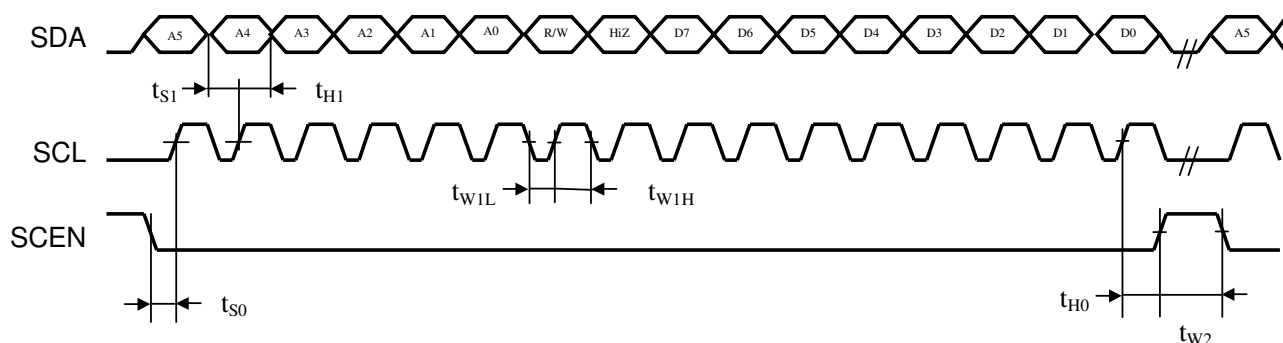 SDA A5 A4 A3 A2 A1 A0 R/W HiZ D7 D6 D5 D4 D3 D2 D1 D0 A5
tS1 tH1
SCL
tW1L tW1H
SCEN
tS0 tH0
tW2